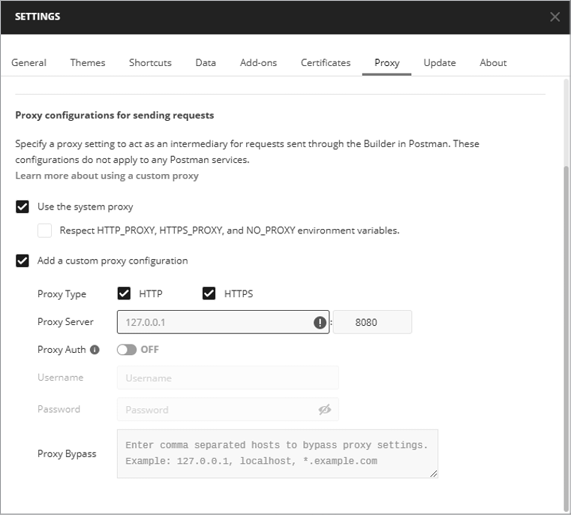 SETTINGS
General Themes Shortcuts Data Add-ons Certificates Proxy Update About
Proxy configurations for sending requests
Specify a proxy setting to act as an intermediary for requests sent through the Builder in Postman. These
configurations do not apply to any Postman services.
Learn more about using a custom proxy
Use the system proxy
Respect HTTP_PROXY, HTTPS_PROXY, and NO_PROXY environment variables.
Add a custom proxy configuration
Proxy Type HTTP HTTPS
Proxy Server 127.0.0.1 : 8080
Proxy Auth OFF
Username Username
Password Password
Proxy Bypass
Enter comma separated hosts to bypass proxy settings.
Example: 127.0.0.1, localhost, *.example.com